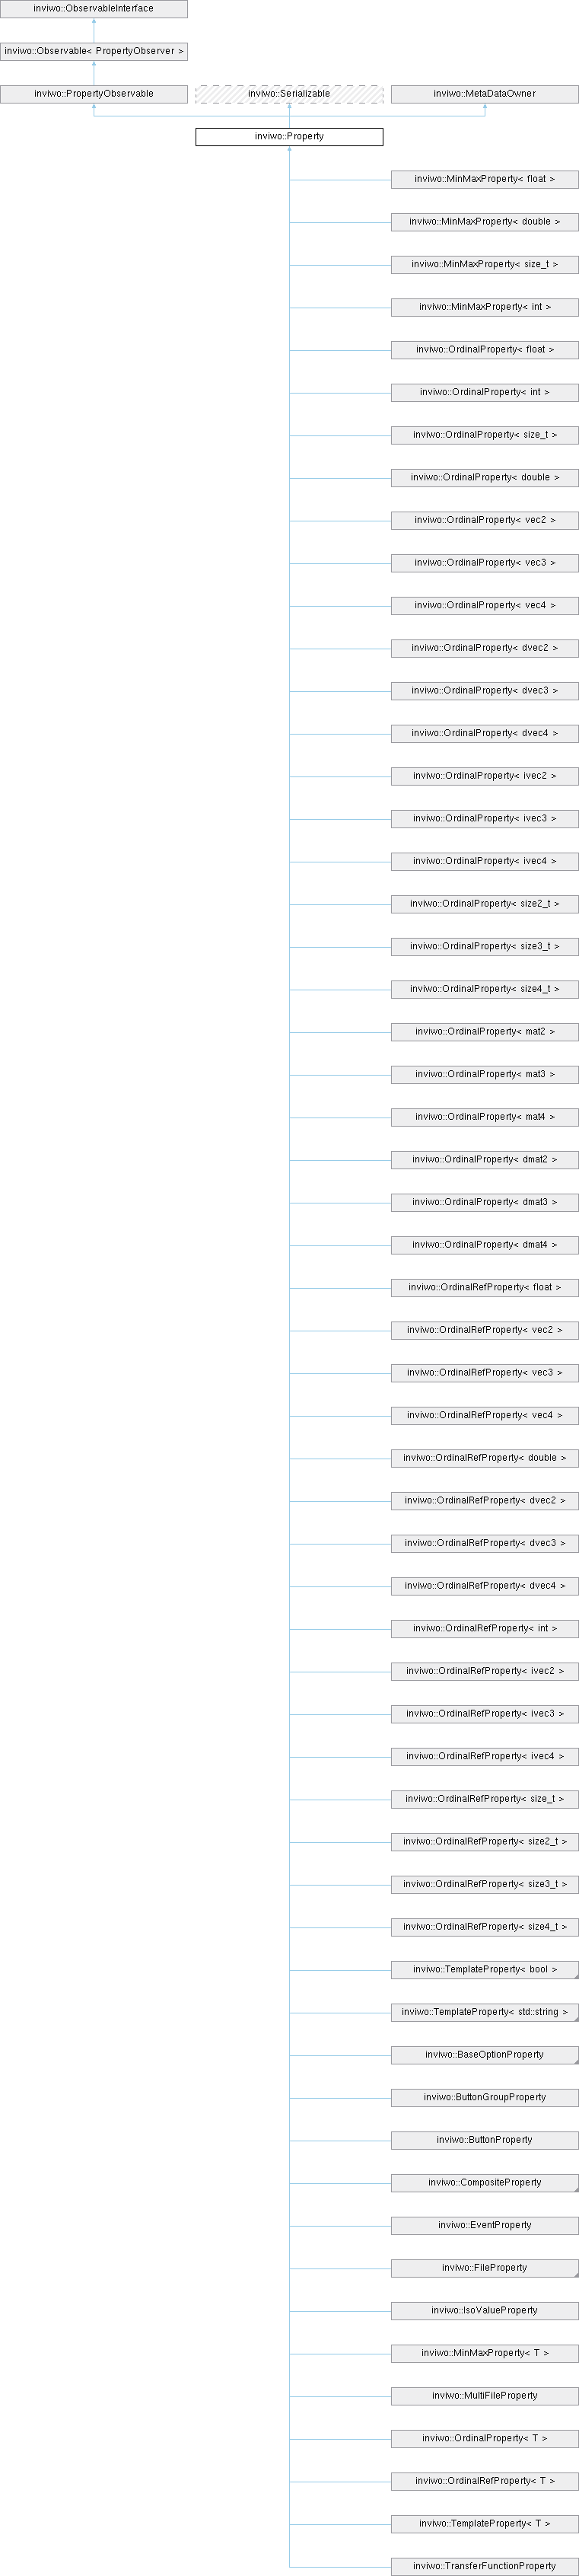 inviwo::ObservableInterface
inviwo::Observable< PropertyObserver >
inviwo::PropertyObservable
inviwo::Serializable
inviwo::MetaDataOwner
inviwo::Property
inviwo::MinMaxProperty< float >
inviwo::MinMaxProperty< double >
inviwo::MinMaxProperty< size_t >
inviwo::MinMaxProperty< int >
inviwo::OrdinalProperty< float >
inviwo::OrdinalProperty< int >
inviwo::OrdinalProperty< size_t >
inviwo::OrdinalProperty< double >
inviwo::OrdinalProperty< vec2 >
inviwo::OrdinalProperty< vec3 >
inviwo::OrdinalProperty< vec4 >
inviwo::OrdinalProperty< dvec2 >
inviwo::OrdinalProperty< dvec3 >
inviwo::OrdinalProperty< dvec4 >
inviwo::OrdinalProperty< ivec2 >
inviwo::OrdinalProperty< ivec3 >
inviwo::OrdinalProperty< ivec4 >
inviwo::OrdinalProperty< size2_t >
inviwo::OrdinalProperty< size3_t >
inviwo::OrdinalProperty< size4_t >
inviwo::OrdinalProperty< mat2 >
inviwo::OrdinalProperty< mat3 >
inviwo::OrdinalProperty< mat4 >
inviwo::OrdinalProperty< dmat2 >
inviwo::OrdinalProperty< dmat3 >
inviwo::OrdinalProperty< dmat4 >
inviwo::OrdinalRefProperty< float >
inviwo::OrdinalRefProperty< vec2 >
inviwo::OrdinalRefProperty< vec3 >
inviwo::OrdinalRefProperty< vec4 >
inviwo::OrdinalRefProperty< double >
inviwo::OrdinalRefProperty< dvec2 >
inviwo::OrdinalRefProperty< dvec3 >
inviwo::OrdinalRefProperty< dvec4 >
inviwo::OrdinalRefProperty< int >
inviwo::OrdinalRefProperty< ivec2 >
inviwo::OrdinalRefProperty< ivec3 >
inviwo::OrdinalRefProperty< ivec4 >
inviwo::OrdinalRefProperty< size_t >
inviwo::OrdinalRefProperty< size2_t >
inviwo::OrdinalRefProperty< size3_t >
inviwo::OrdinalRefProperty< size4_t >
inviwo::TemplateProperty< bool >
inviwo::TemplateProperty< std::string >
inviwo::BaseOptionProperty
inviwo::ButtonGroupProperty
inviwo::ButtonProperty
inviwo::CompositeProperty
inviwo::EventProperty
inviwo::FileProperty
inviwo::IsoValueProperty
inviwo::MinMaxProperty< T >
inviwo::MultiFileProperty
inviwo::OrdinalProperty< T >
inviwo::OrdinalRefProperty< T >
inviwo::TemplateProperty< T >
inviwo::TransferFunctionProperty